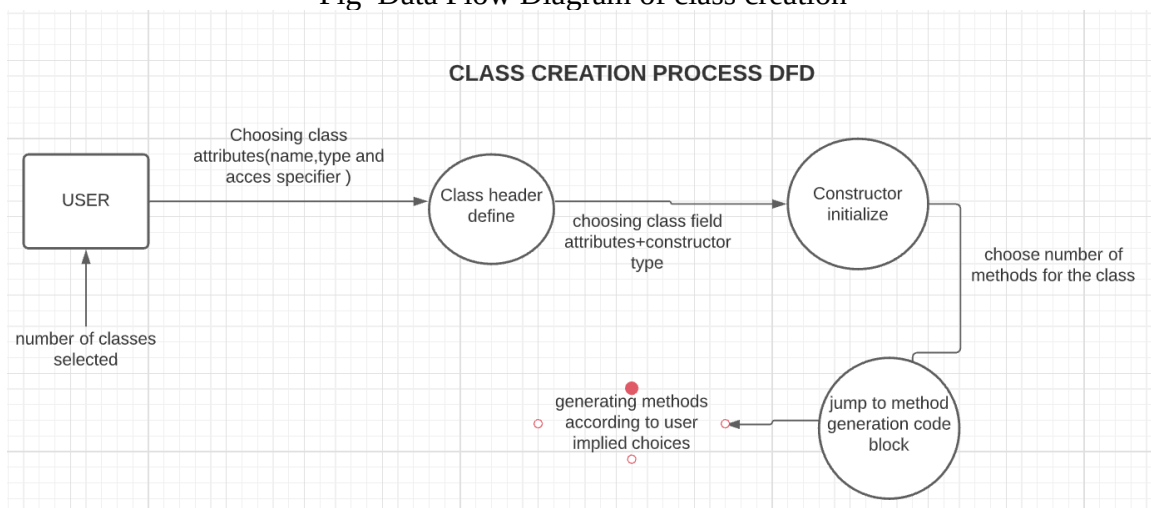 Fig Data Flow Diagram of class creation
CLASS CREATION PROCESS DFD
Choosing class
attributes(name,type and
acces specifier )
USER
Class header
define
choosing class field
attributes+constructor
type
Constructor
initialize
choose number of
methods for the class
number of classes
selected
jump to method
generation code
block
generating methods
according to user
implied choices